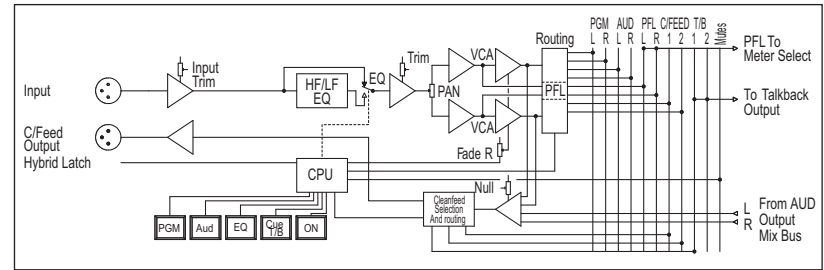 Routing
PGM AUD PFL C/FEED T/B
L R L R L R 1 2 1 2 Mutes
PFL To
Meter Select
To Talkback
Output
Input
Input
Trim
HF/LF
EQ
EQ
Trim
PAN
VCA
VCA
PFL
C/Feed
Output
Hybrid Latch
CPU
Fade R
Null
Cleanfeed
Selection
And routing
L
R
From AUD
Output
Mix Bus
PGM
Aud
EQ
Cue
T/B
ON